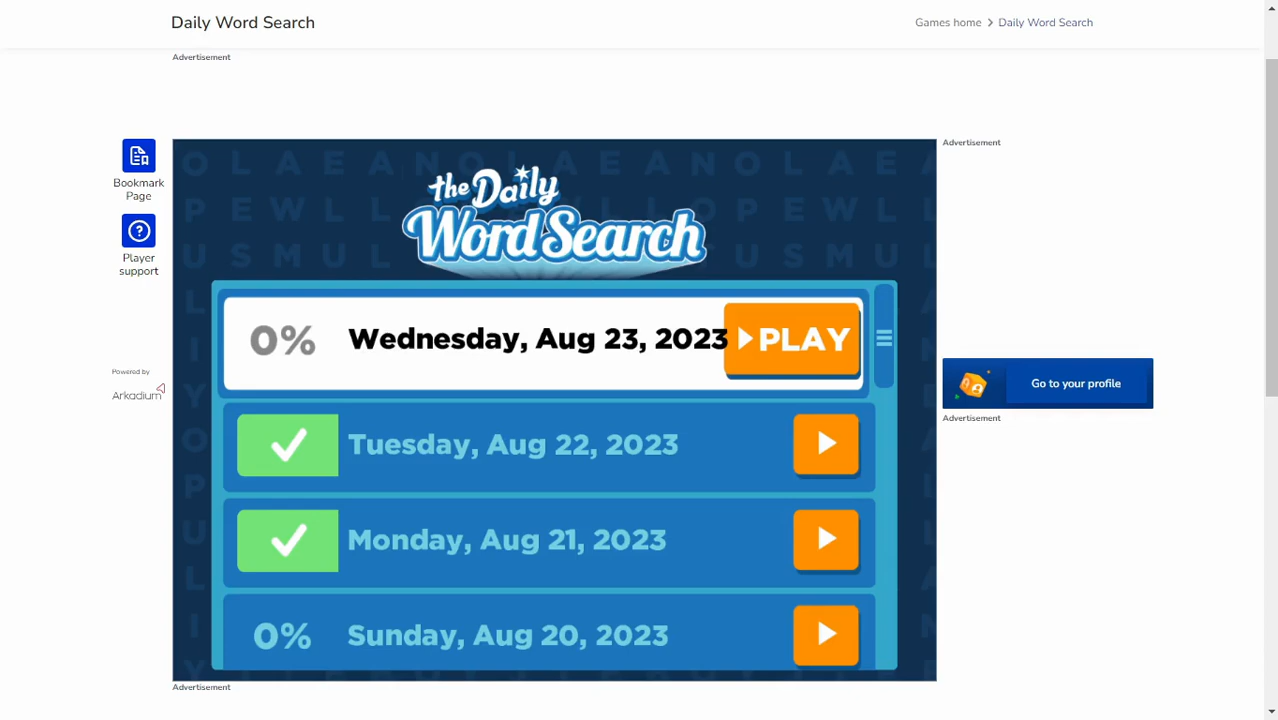 Daily Word Search
Games home
Daily Word Search
Advertisement
Bookmark
Page
Player
support
Powered by
Arkadium
the Daily
Word Search
0% Wednesday, Aug 23, 2023 PLAY
Tuesday, Aug 22, 2023
Monday, Aug 21, 2023
0% Sunday, Aug 20, 2023
Advertisement
Go to your profile
Advertisement
Advertisement